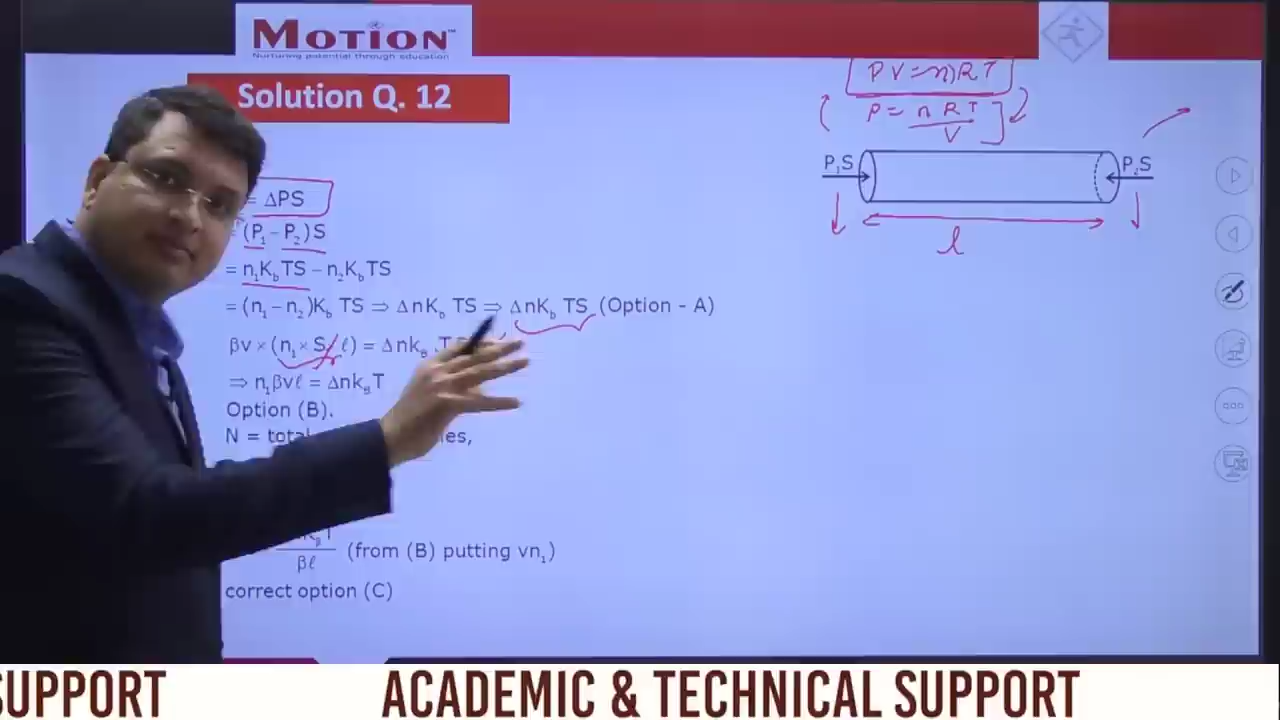 MOTION™
Nurturing potential through education
Solution Q. 12
PV = nRT
P = nRT/V
= ΔPS
= (P₁ – P₂)S
P₁S
P₂S
ℓ
= n₁K_bTS – n₂K_bTS
= (n₁ – n₂)K_b TS ⇒ ΔnK_b TS ⇒ ΔnK_b TS (Option - A)
βv × (n₁ × S ℓ) = Δnk_B T
⇒ n₁βvℓ = Δnk_BT
Option (B).
N = total
βℓ (from (B) putting vn₁)
correct option (C)
SUPPORT ACADEMIC & TECHNICAL SUPPORT